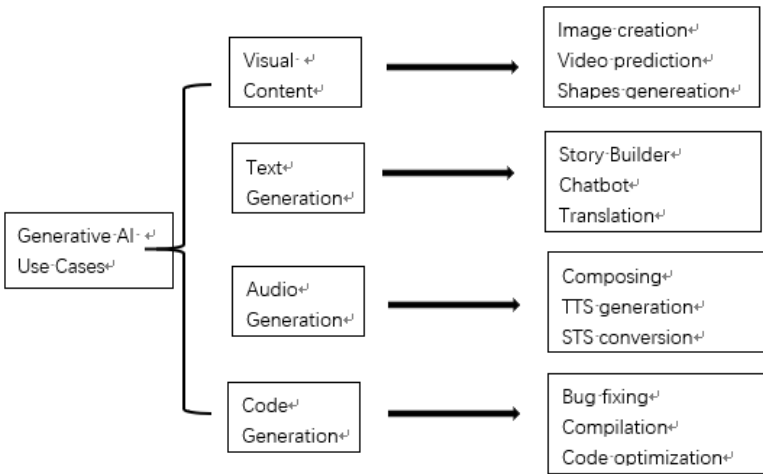 Generative AI
Use Cases
Visual
Content
Image creation
Video prediction
Shapes genereation
Text
Generation
Story Builder
Chatbot
Translation
Audio
Generation
Composing
TTS generation
STS conversion
Code
Generation
Bug fixing
Compilation
Code optimization